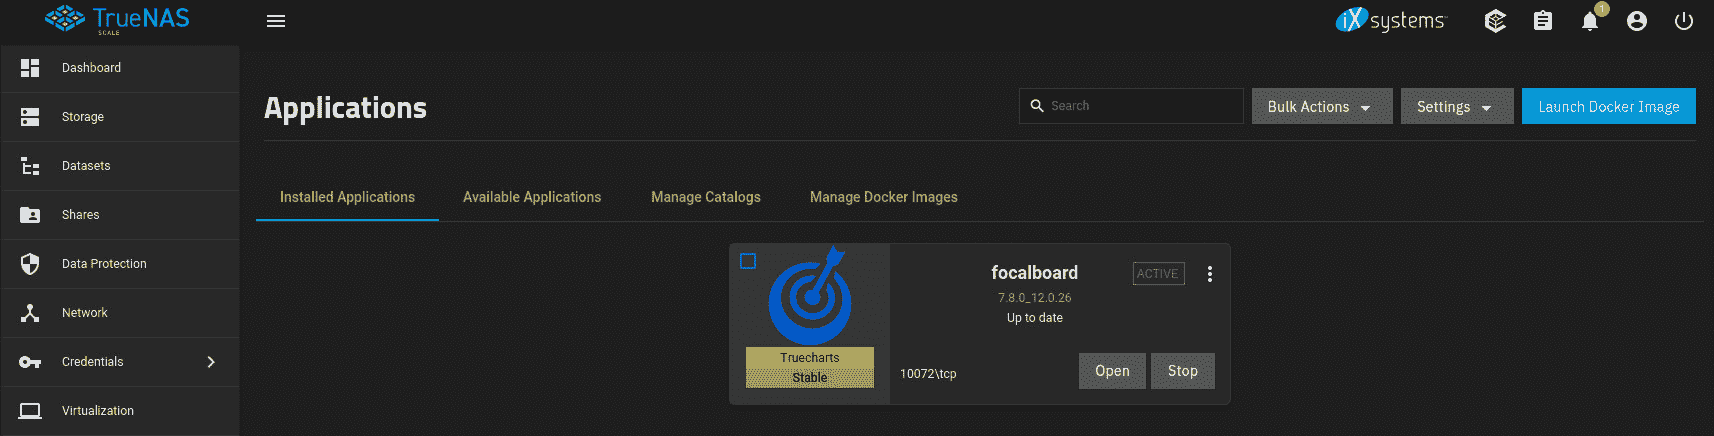 TrueNAS
SCALE
iX systems
1
Dashboard
Storage
Datasets
Shares
Data Protection
Network
Credentials
Virtualization
Applications
Search
Bulk Actions
Settings
Launch Docker Image
Installed Applications
Available Applications
Manage Catalogs
Manage Docker Images
Truecharts
Stable
focalboard
ACTIVE
7.8.0_12.0.26
Up to date
10072\tcp
Open
Stop